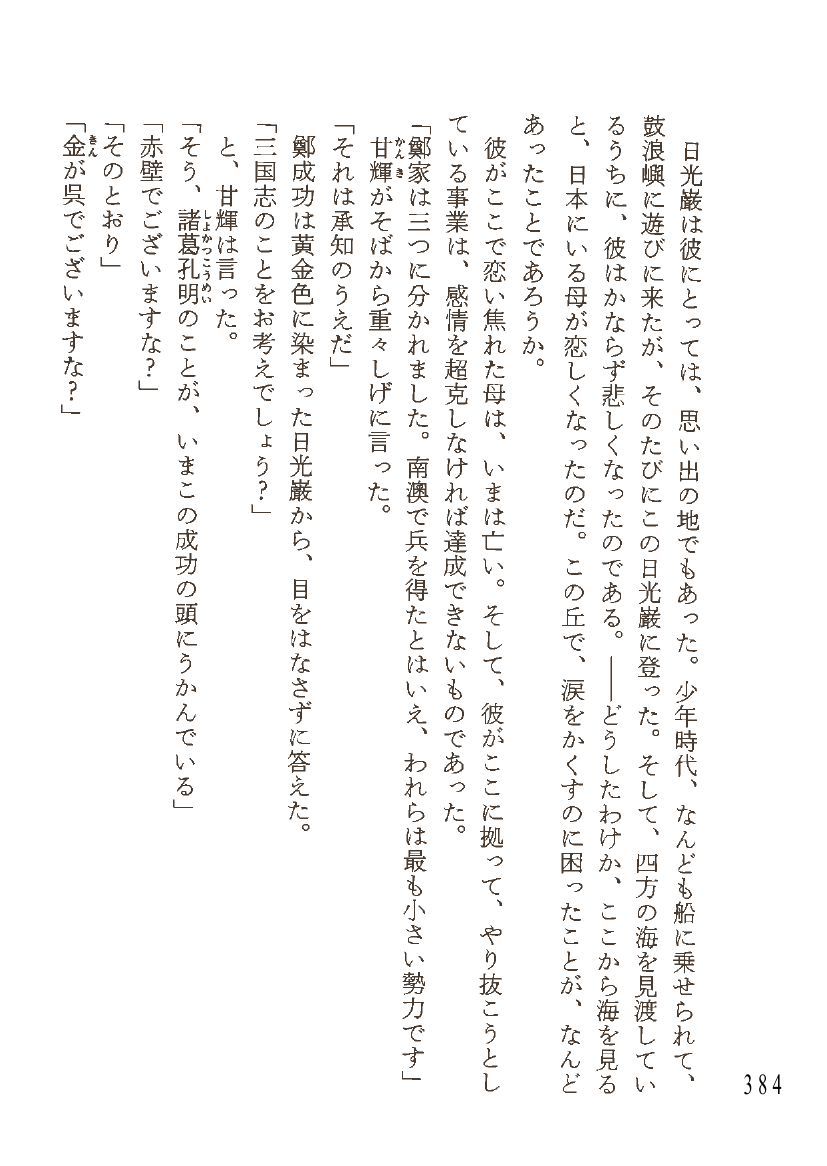 日光巌は彼にとっては、思い出の地でもあった。少年時代、なんども船に乗せられて、
鼓浪嶼に遊びに来たが、そのたびにこの日光巌に登った。そして、四方の海を見渡してい
るうちに、彼はかならず悲しくなったのである。――どうしたわけか、ここから海を見る
と、日本にいる母が恋しくなったのだ。この丘で、涙をかくすのに困ったことが、なんど
あったことであろうか。
彼がここで恋い焦れた母は、いまは亡い。そして、彼がここに拠って、やり抜こうとし
ている事業は、感情を超克しなければ達成できないものであった。
「鄭家は三つに分かれました。南澳で兵を得たとはいえ、われらは最も小さい勢力です」
甘輝がそばから重々しげに言った。
「それは承知のうえだ」
鄭成功は黄金色に染まった日光巌から、目をはなさずに答えた。
「三国志のことをお考えでしょう?」
と、甘輝は言った。
「そう、諸葛孔明のことが、いまこの成功の頭にうかんでいる」
「赤壁でございますな?」
「そのとおり」
「金が呉でございますな?」
384